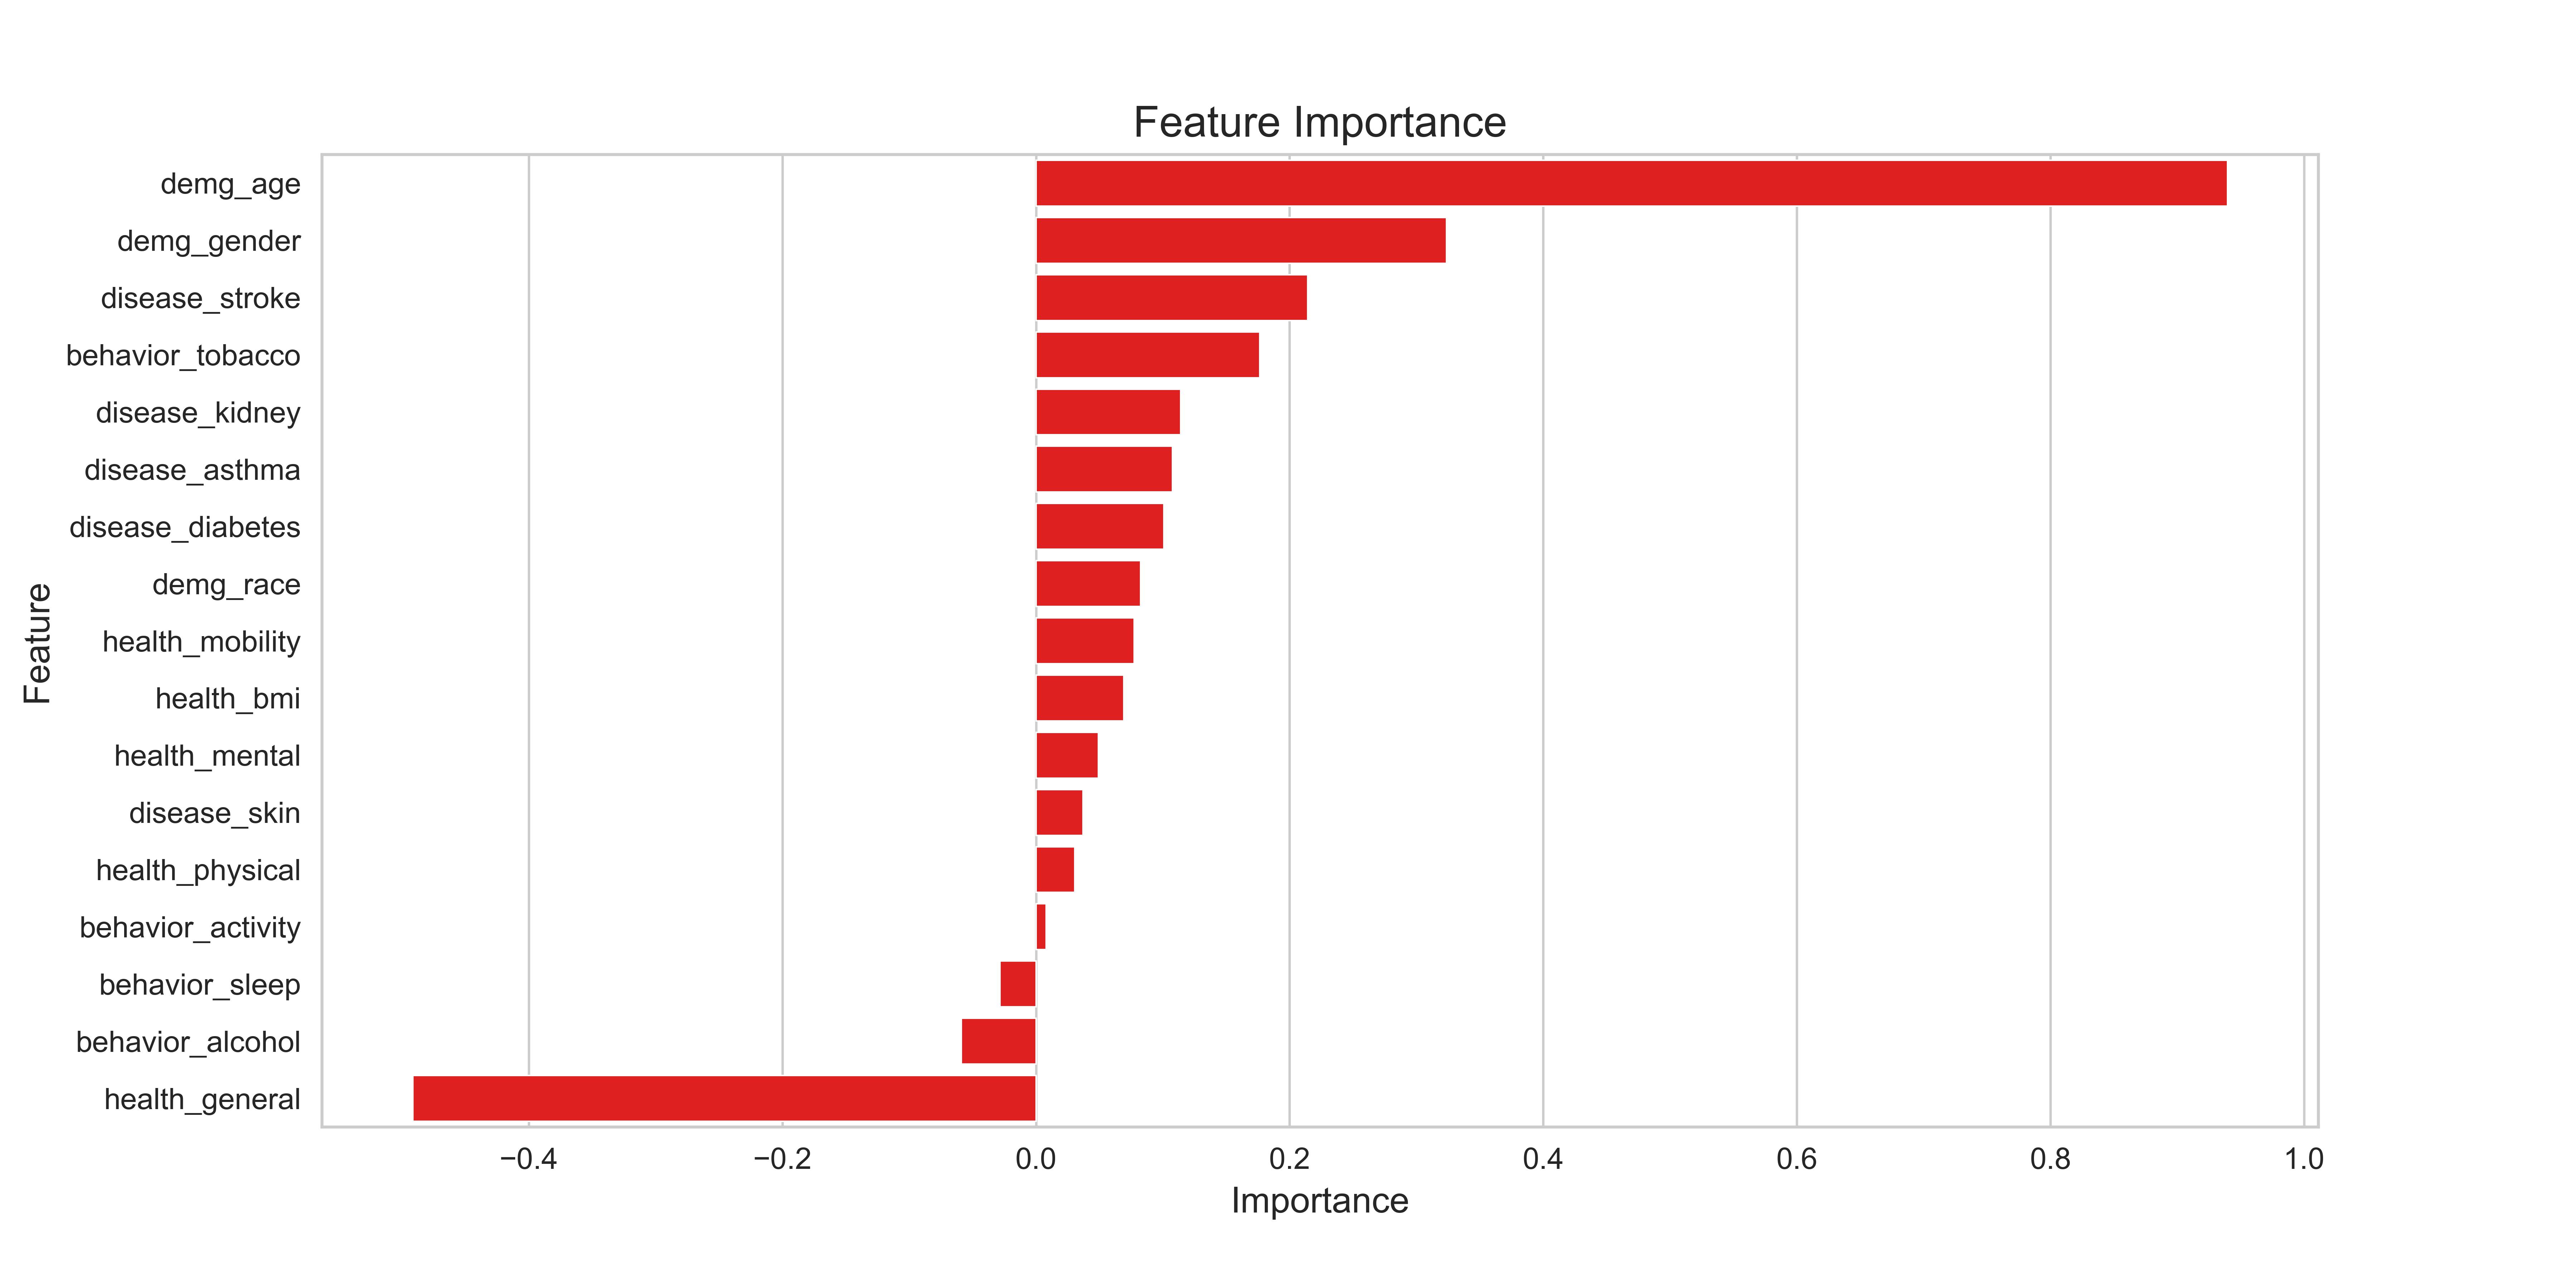 Feature Importance
demg_age
demg_gender
disease_stroke
behavior_tobacco
disease_kidney
disease_asthma
disease_diabetes
demg_race
health_mobility
health_bmi
health_mental
disease_skin
health_physical
behavior_activity
behavior_sleep
behavior_alcohol
health_general
Feature
−0.4 −0.2 0.0 0.2 0.4 0.6 0.8 1.0
Importance